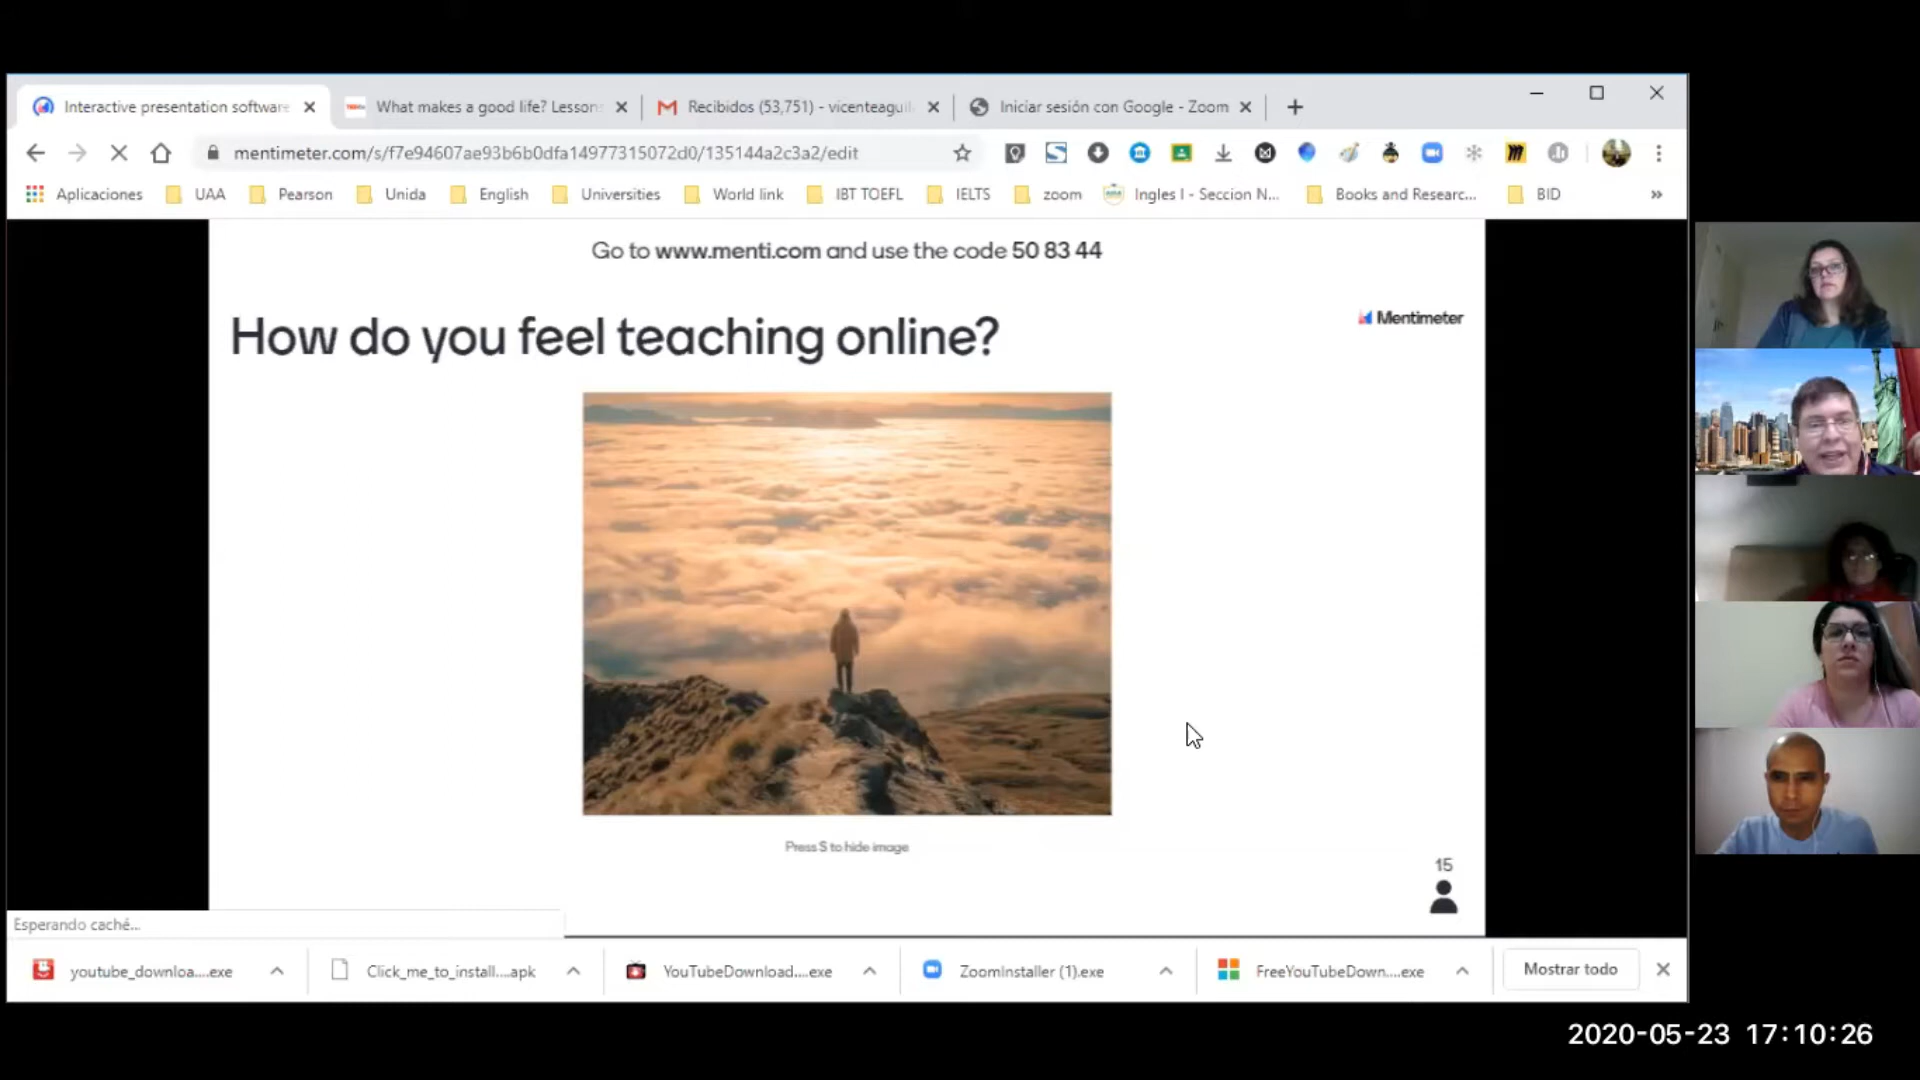 Interactive presentation software
What makes a good life? Lessons
Recibidos (53,751) - vicenteaguil
Iniciar sesión con Google - Zoom
mentimeter.com/s/f7e94607ae93b6b0dfa14977315072d0/135144a2c3a2/edit
Aplicaciones
UAA
Pearson
Unida
English
Universities
World link
IBT TOEFL
IELTS
zoom
Ingles I - Seccion N...
Books and Researc...
BID
»
Go to www.menti.com and use the code 50 83 44
How do you feel teaching online?
Mentimeter
Press S to hide image
15
Esperando caché...
youtube_downloa....exe
Click_me_to_install....apk
YouTubeDownload....exe
ZoomInstaller (1).exe
FreeYouTubeDown....exe
Mostrar todo
2020-05-23 17:10:26